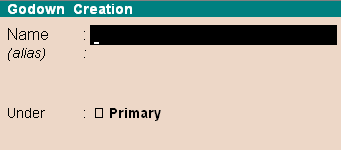 Godown Creation
Name :
(alias) :
Under : Primary